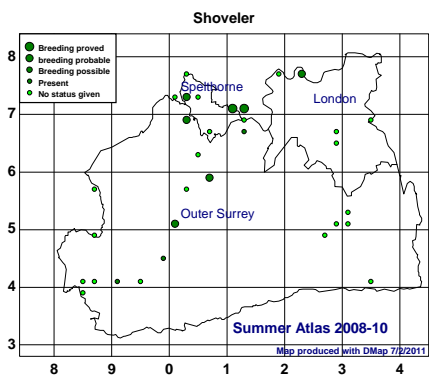 Shoveler
Breeding proved
breeding probable
Breeding possible
Present
No status given
8
7
6
5
4
3
Spelthorne
London
Outer Surrey
Summer Atlas 2008-10
Map produced with DMap 7/2/2011
8 9 0 1 2 3 4